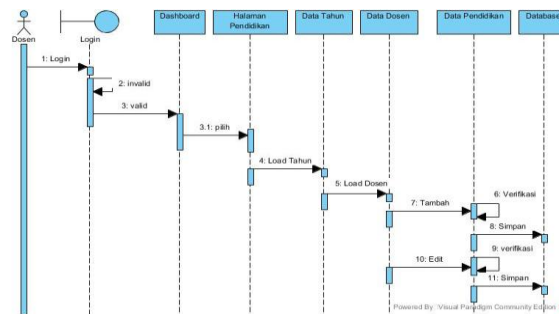 Dosen
Login
Dashboard
Halaman
Pendidikan
Data Tahun
Data Dosen
Data Pendidikan
Database
1: Login
2: invalid
3: valid
3.1: pilih
4: Load Tahun
5: Load Dosen
6: Verifikasi
7: Tambah
8: Simpan
9: verifikasi
10: Edit
11: Simpan
Powered By: Visual Paradigm Community Edition